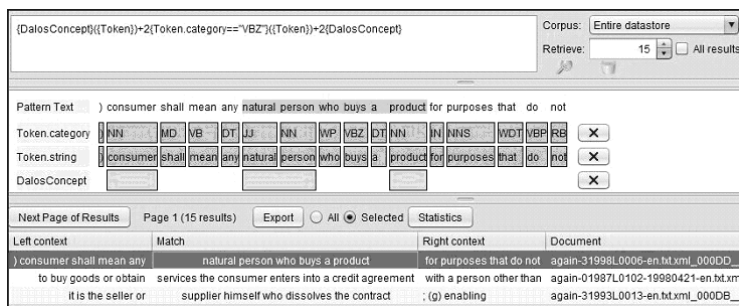 {DalosConcept}({Token})+2{Token.category=="VBZ"}({Token})+2{DalosConcept}
Corpus: Entire datastore
Retrieve: 15 All results
Pattern Text ) consumer shall mean any natural person who buys a product for purposes that do not
Token.category ) NN MD VB DT JJ NN WP VBZ DT NN IN NNS WDT VBP RB X
Token.string ) consumer shall mean any natural person who buys a product for purposes that do not X
DalosConcept X
Next Page of Results Page 1 (15 results) Export All Selected Statistics
Left context Match Right context Document
) consumer shall mean any natural person who buys a product for purposes that do not again-31998L0006-en.txt.xml_000DD_
to buy goods or obtain services the consumer enters into a credit agreement with a person other than again-01987L0102-19980421-en.txt.xm
it is the seller or supplier himself who dissolves the contract ; (g) enabling again-31993L0013-en.txt.xml_000DB_